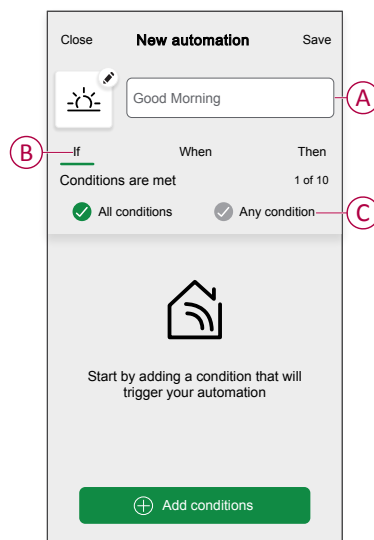 Close New automation Save
Good Morning
A
B
If When Then
Conditions are met 1 of 10
All conditions Any condition
C
Start by adding a condition that will
trigger your automation
Add conditions